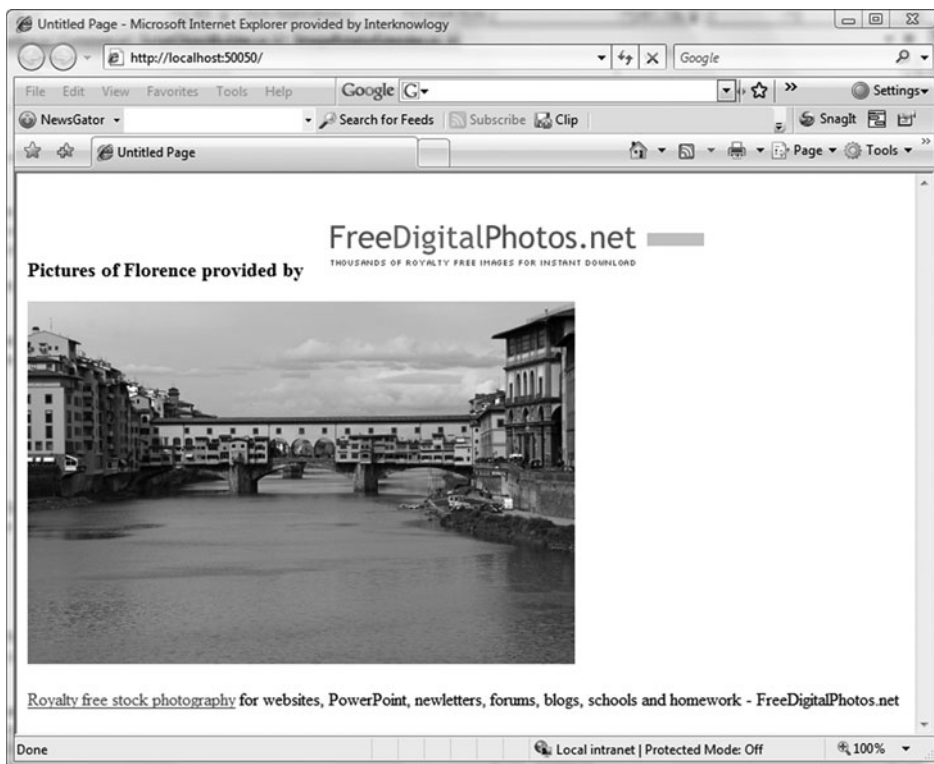 Untitled Page - Microsoft Internet Explorer provided by Interknowlogy
http://localhost:50050/
Google
File Edit View Favorites Tools Help
Google G
Settings
NewsGator
Search for Feeds Subscribe Clip
SnagIt
Untitled Page
Page Tools
FreeDigitalPhotos.net
THOUSANDS OF ROYALTY FREE IMAGES FOR INSTANT DOWNLOAD
Pictures of Florence provided by
Royalty free stock photography for websites, PowerPoint, newletters, forums, blogs, schools and homework - FreeDigitalPhotos.net
Done
Local intranet | Protected Mode: Off
100%